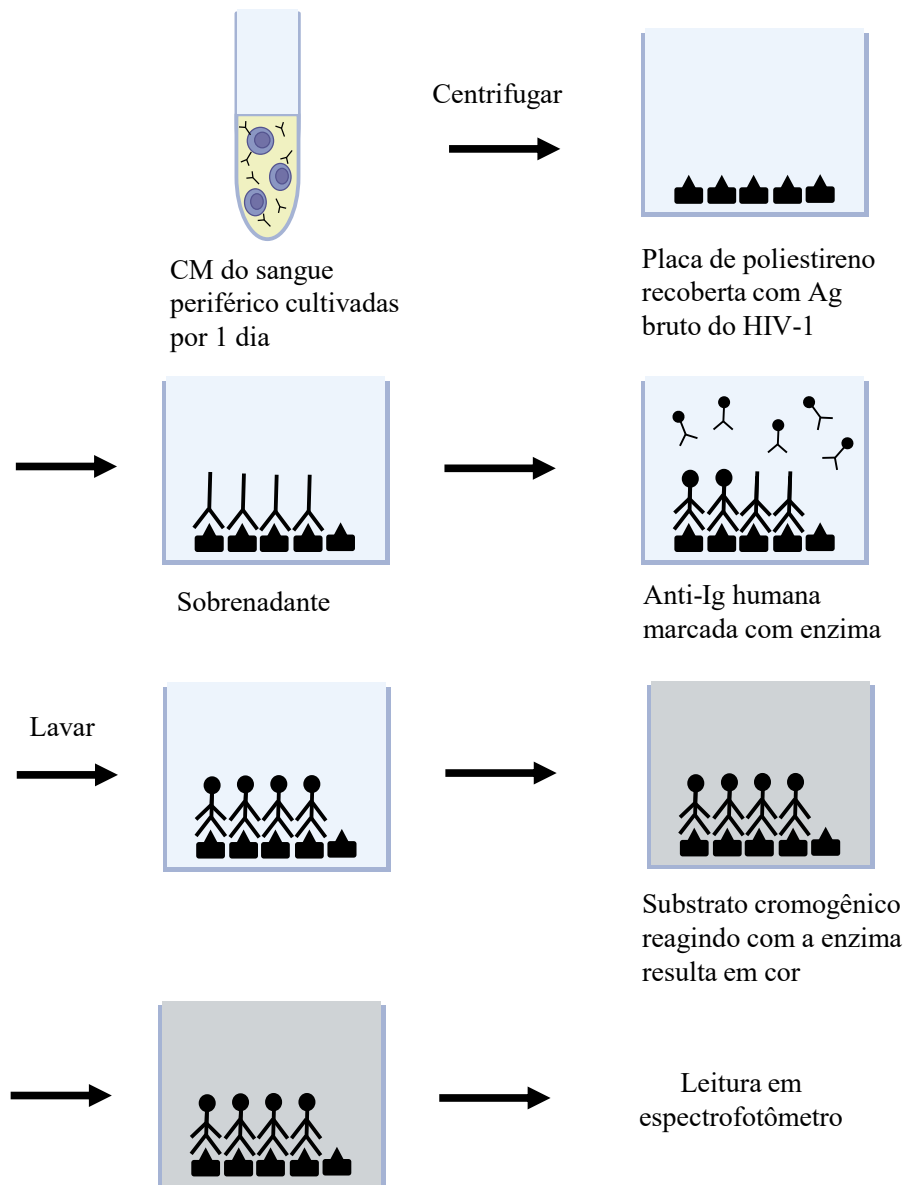 Centrifugar
CM do sangue
periférico cultivadas
por 1 dia
Placa de poliestireno
recoberta com Ag
bruto do HIV-1
Sobrenadante
Anti-Ig humana
marcada com enzima
Lavar
Substrato cromogênico
reagindo com a enzima
resulta em cor
Leitura em
espectrofotômetro